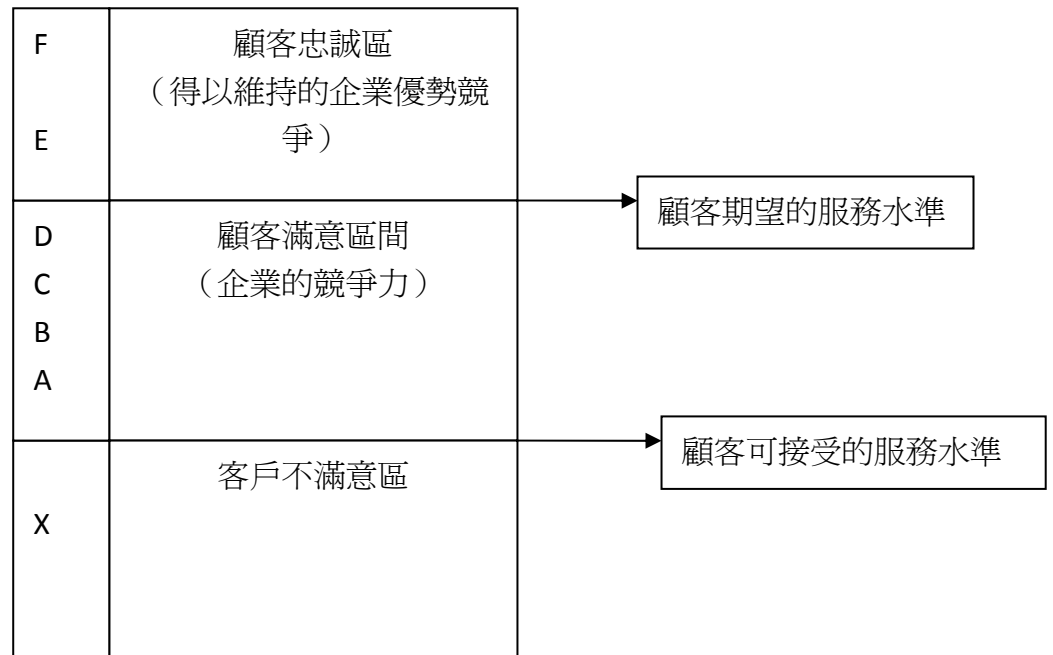 F
顧客忠誠區
（得以維持的企業優勢競
爭）
E
顧客期望的服務水準
D
顧客滿意區間
C
（企業的競爭力）
B
A
顧客可接受的服務水準
客戶不滿意區
X